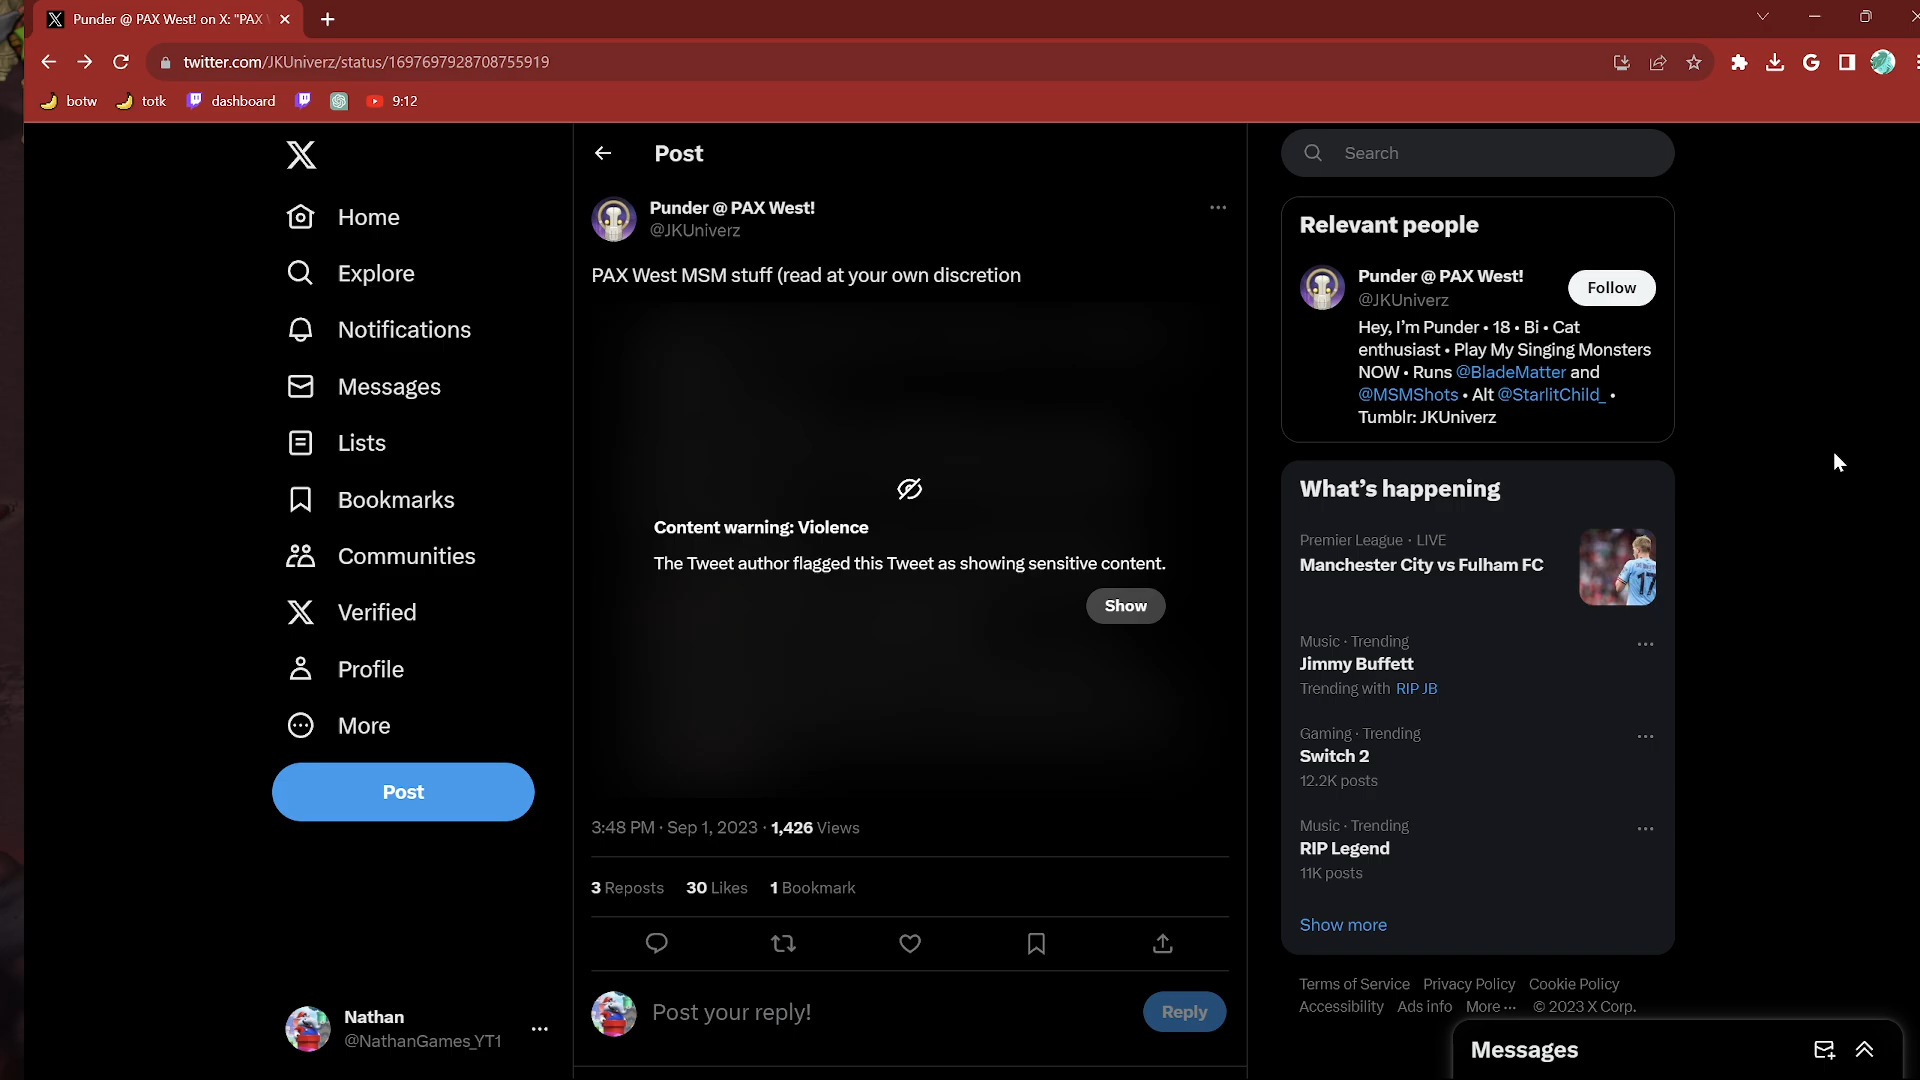 Punder @ PAX West! on X: "PAX
twitter.com/JKUniverz/status/1697697928708755919
botw
totk
dashboard
9:12
Home
Explore
Notifications
Messages
Lists
Bookmarks
Communities
Verified
Profile
More
Post
Nathan
@NathanGames_YT1
Post
Punder @ PAX West!
@JKUniverz
PAX West MSM stuff (read at your own discretion
Content warning: Violence
The Tweet author flagged this Tweet as showing sensitive content.
Show
3:48 PM · Sep 1, 2023 · 1,426 Views
3 Reposts 30 Likes 1 Bookmark
Post your reply!
Reply
Search
Relevant people
Punder @ PAX West!
@JKUniverz
Follow
Hey, I'm Punder • 18 • Bi • Cat
enthusiast • Play My Singing Monsters
NOW • Runs @BladeMatter and
@MSMShots • Alt @StarlitChild_ •
Tumblr: JKUniverz
What's happening
Premier League · LIVE
Manchester City vs Fulham FC
17
Music · Trending
Jimmy Buffett
Trending with RIP JB
Gaming · Trending
Switch 2
12.2K posts
Music · Trending
RIP Legend
11K posts
Show more
Terms of Service Privacy Policy Cookie Policy
Accessibility Ads info More ··· © 2023 X Corp.
Messages